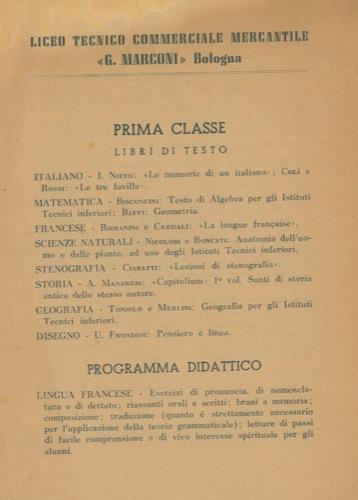 LICEO TECNICO COMMERCIALE MERCANTILE
«G. MARCONI» Bologna
PRIMA CLASSE
LIBRI DI TESTO
ITALIANO - I. Nievo: «Le memorie di un italiano»; Coli e
Rossi: «Le tre faville».
MATEMATICA - Bisconcini: Testo di Algebra per gli Istituti
Tecnici inferiori; Baffi: Geometria.
FRANCESE - Romanini e Credali: «La langue française».
SCIENZE NATURALI - Nicolosi e Roncati: Anatomia dell'uo-
mo e delle piante, ad uso degli Istituti Tecnici inferiori.
STENOGRAFIA - Ciabatti: «Lezioni di stenografia».
STORIA - A. Manaresi: «Capitolium» 1º vol. Sunti di storia
antica dello stesso autore.
GEOGRAFIA - Toniolo e Merlini: Geografia per gli Istituti
Tecnici inferiori.
DISEGNO - U. Fronzosi: Pensiero e linea.
PROGRAMMA DIDATTICO
LINGUA FRANCESE - Esercizi di pronuncia, di nomencla-
tura e di dettato; riassunti orali e scritti; brani a memoria;
composizione; traduzione (quanto è strettamente necessario
per l'applicazione della teoria grammaticale); letture di passi
di facile comprensione e di vivo interesse spirituale per gli
alunni.